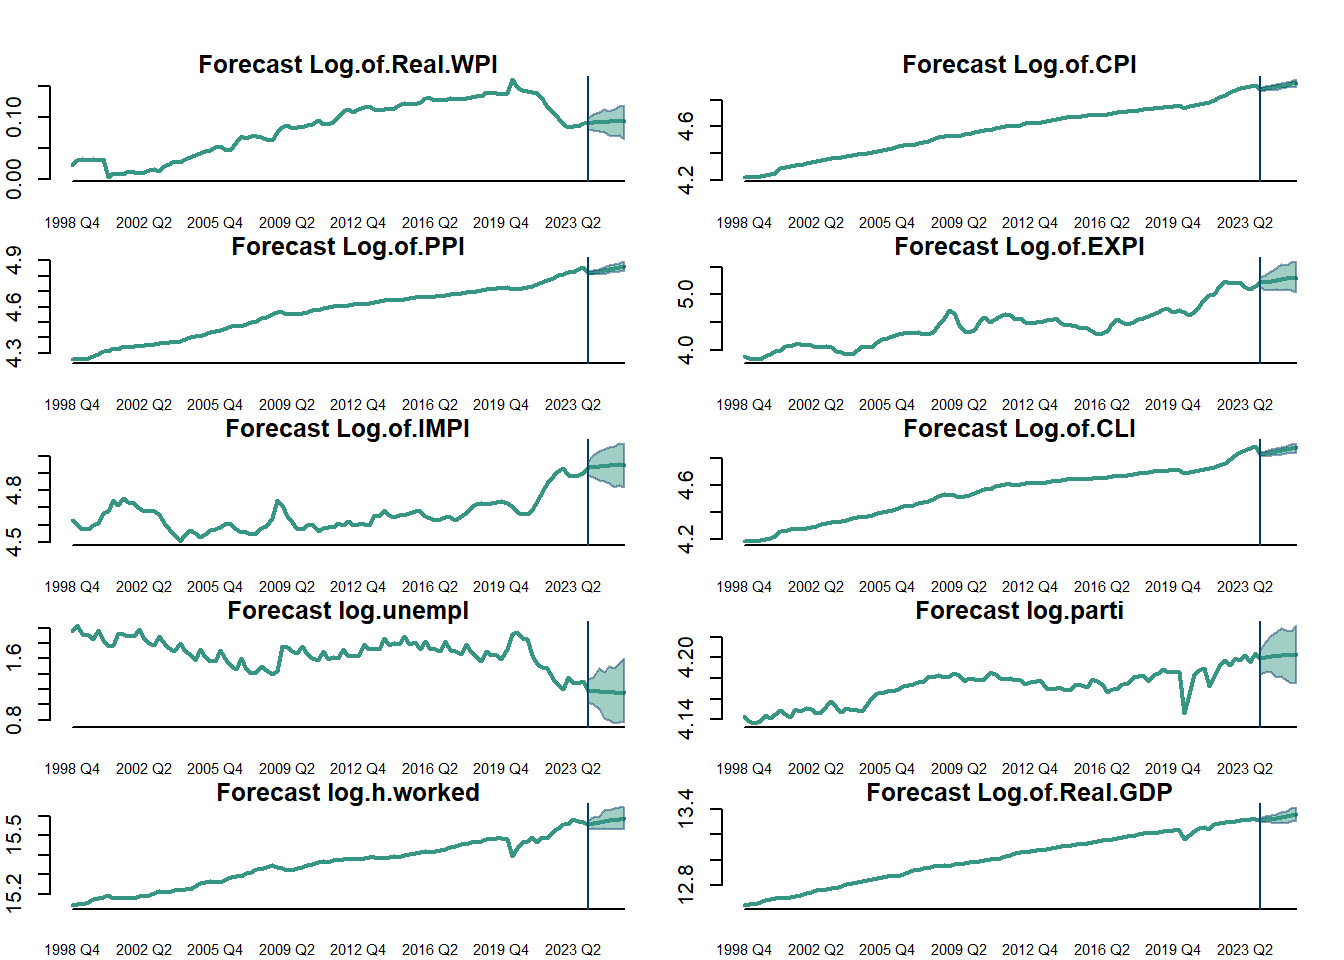 Forecast Log.of.Real.WPI
0.00 0.10
1998 Q4 2002 Q2 2005 Q4 2009 Q2 2012 Q4 2016 Q2 2019 Q4 2023 Q2
Forecast Log.of.CPI
4.2 4.6
1998 Q4 2002 Q2 2005 Q4 2009 Q2 2012 Q4 2016 Q2 2019 Q4 2023 Q2
Forecast Log.of.PPI
4.3 4.6 4.9
1998 Q4 2002 Q2 2005 Q4 2009 Q2 2012 Q4 2016 Q2 2019 Q4 2023 Q2
Forecast Log.of.EXPI
4.0 5.0
1998 Q4 2002 Q2 2005 Q4 2009 Q2 2012 Q4 2016 Q2 2019 Q4 2023 Q2
Forecast Log.of.IMPI
4.5 4.8
1998 Q4 2002 Q2 2005 Q4 2009 Q2 2012 Q4 2016 Q2 2019 Q4 2023 Q2
Forecast Log.of.CLI
4.2 4.6
1998 Q4 2002 Q2 2005 Q4 2009 Q2 2012 Q4 2016 Q2 2019 Q4 2023 Q2
Forecast log.unempl
0.8 1.6
1998 Q4 2002 Q2 2005 Q4 2009 Q2 2012 Q4 2016 Q2 2019 Q4 2023 Q2
Forecast log.parti
4.14 4.20
1998 Q4 2002 Q2 2005 Q4 2009 Q2 2012 Q4 2016 Q2 2019 Q4 2023 Q2
Forecast log.h.worked
15.2 15.5
1998 Q4 2002 Q2 2005 Q4 2009 Q2 2012 Q4 2016 Q2 2019 Q4 2023 Q2
Forecast Log.of.Real.GDP
12.8 13.4
1998 Q4 2002 Q2 2005 Q4 2009 Q2 2012 Q4 2016 Q2 2019 Q4 2023 Q2